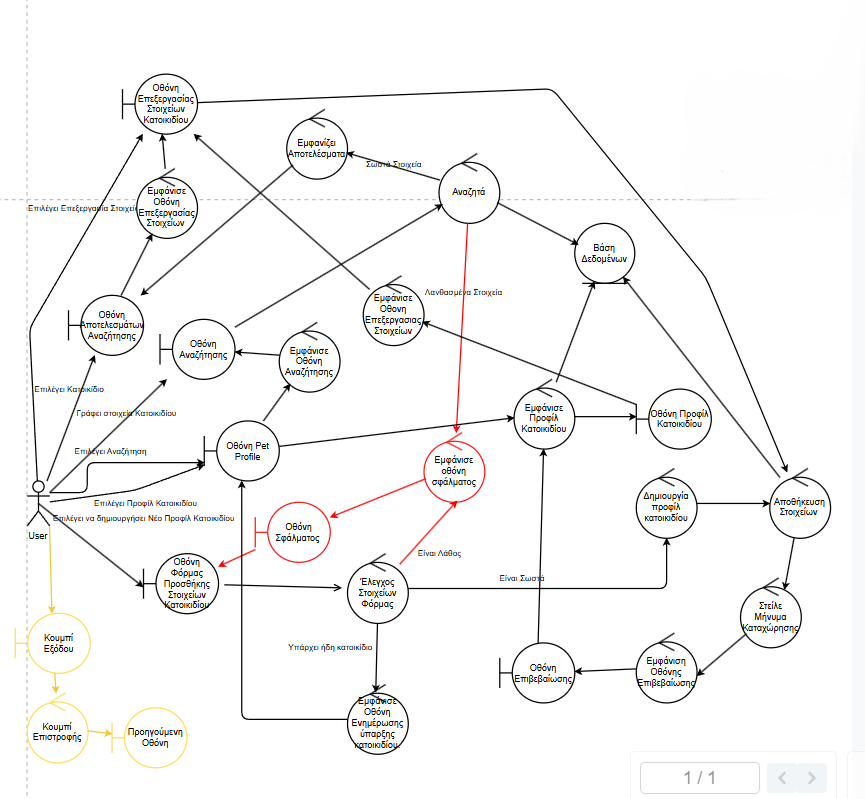 Οθόνη
Επεξεργασίας
Στοιχείων
Κατοικιδίου
Εμφανίζει
Αποτελέσματα
Σωστά Στοιχεία
Αναζητά
Εμφάνισε
Οθόνη
Επεξεργασίας
Στοιχείων
Επιλέγει Επεξεργασία Στοιχεί
Βάση
Δεδομένων
Λανθασμένα Στοιχεία
Εμφάνισε
Οθονη
Επεξεργασιας
Στοιχείων
Οθόνη
Αποτελεσμάτων
Αναζήτησης
Οθόνη
Αναζήτησης
Εμφάνισε
Οθόνη
Αναζήτησης
Επιλέγει Κατοικίδιο
Γράφει στοιχεία Κατοικιδίου
Εμφάνισε
Προφίλ
Κατοικιδίου
Οθόνη Προφίλ
Κατοικιδίου
Επιλέγει Αναζήτηση
Οθόνη Pet
Profile
Εμφάνισε
οθόνη
σφάλματος
Επιλέγει Προφίλ Κατοικιδίου
Επιλέγει να δημιουργήσει Νέο Προφίλ Κατοικιδίου
User
Οθόνη
Σφάλματος
Δημιουργία
προφίλ
κατοικιδίου
Αποθήκευση
Στοιχείων
Είναι Λάθος
Οθόνη
Φόρμας
Προσθήκης
Στοιχείων
Κατοικιδίου
Έλεγχος
Στοιχείων
Φόρμας
Είναι Σωστά
Στείλε
Μήνυμα
Καταχώρησης
Κουμπί
Εξόδου
Υπάρχει ήδη κατοικίδιο
Οθόνη
Επιβεβαίωσης
Εμφάνιση
Οθόνης
Επιβεβαίωσης
Εμφάνισε
Οθόνη
Ενημέρωσης
ύπαρξης
κατοικιδίου.
Κουμπί
Επιστροφής
Προηγούμενη
Οθόνη
1 / 1